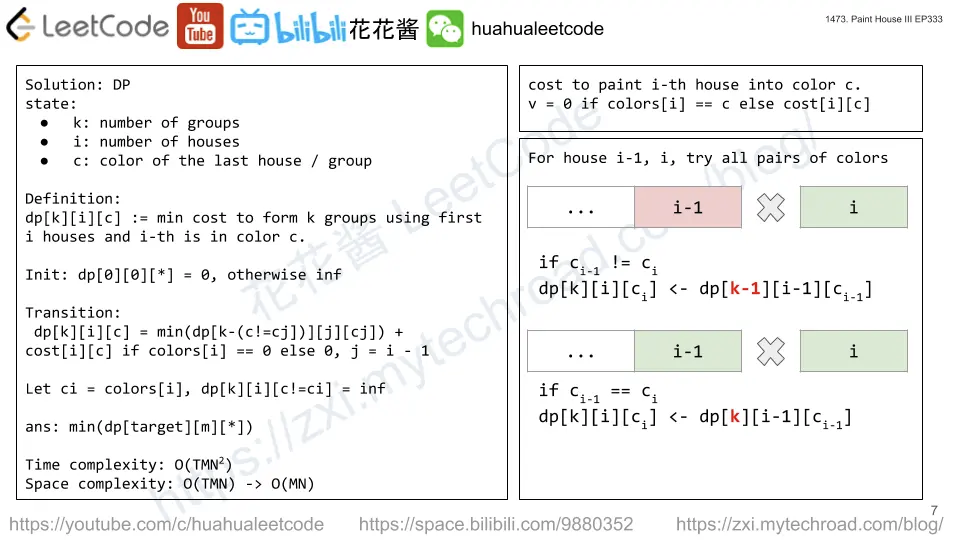 LeetCode
You
Tube
bilibili
花花酱
huahualeetcode
1473. Paint House III EP333
Solution: DP
state:
● k: number of groups
● i: number of houses
● c: color of the last house / group
Definition:
dp[k][i][c] := min cost to form k groups using first
i houses and i-th is in color c.
Init: dp[0][0][*] = 0, otherwise inf
Transition:
dp[k][i][c] = min(dp[k-(c!=cj)][j][cj]) +
cost[i][c] if colors[i] == 0 else 0, j = i - 1
Let ci = colors[i], dp[k][i][c!=ci] = inf
ans: min(dp[target][m][*])
Time complexity: O(TMN²)
Space complexity: O(TMN) -> O(MN)
cost to paint i-th house into color c.
v = 0 if colors[i] == c else cost[i][c]
For house i-1, i, try all pairs of colors
... i-1 i
if c_{i-1} != c_i
dp[k][i][c_i] <- dp[k-1][i-1][c_{i-1}]
... i-1 i
if c_{i-1} == c_i
dp[k][i][c_i] <- dp[k][i-1][c_{i-1}]
花花酱 LeetCode
https://zxi.mytechroad.com/blog/
7
https://youtube.com/c/huahualeetcode
https://space.bilibili.com/9880352
https://zxi.mytechroad.com/blog/